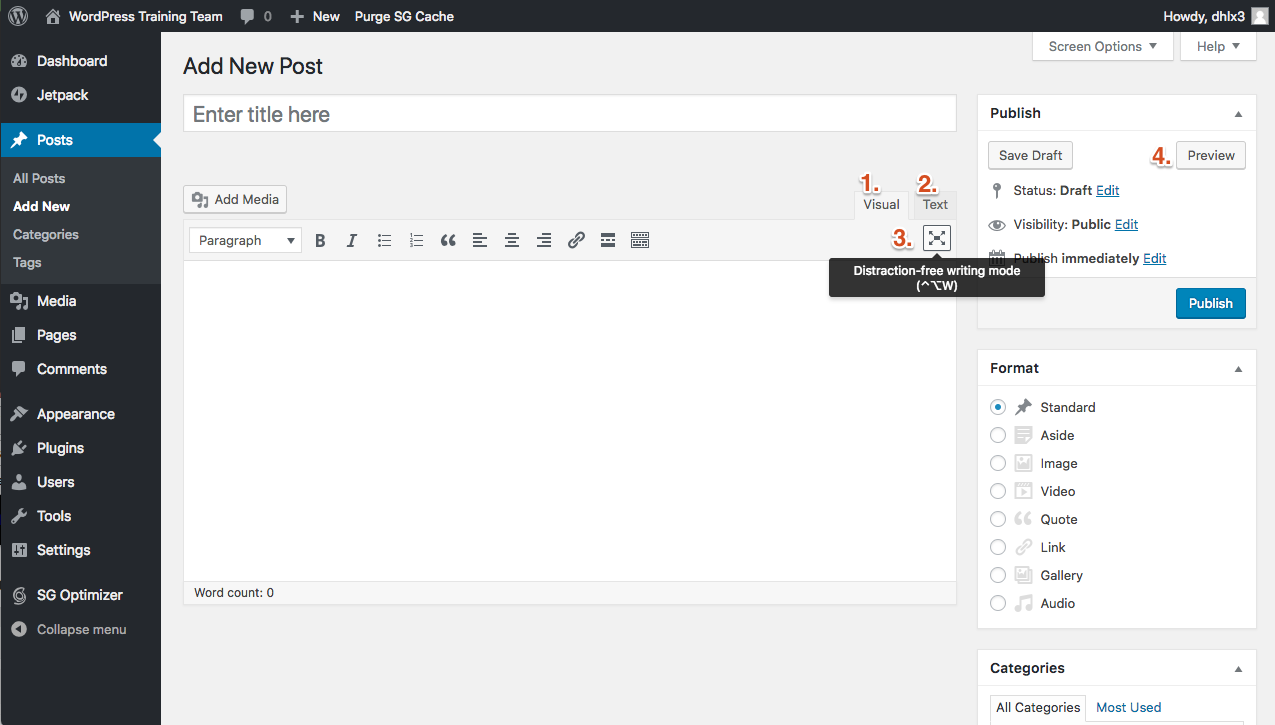 WordPress Training Team 0 New Purge SG Cache Howdy, dhlx3
Screen Options Help
Dashboard
Jetpack
Posts
All Posts
Add New
Categories
Tags
Media
Pages
Comments
Appearance
Plugins
Users
Tools
Settings
SG Optimizer
Collapse menu
Add New Post
Enter title here
Add Media
1. 2.
Visual Text
Paragraph B I 3.
Distraction-free writing mode
(^⌥W)
Word count: 0
Publish
Save Draft 4. Preview
Status: Draft Edit
Visibility: Public Edit
Publish immediately Edit
Publish
Format
Standard
Aside
Image
Video
Quote
Link
Gallery
Audio
Categories
All Categories Most Used